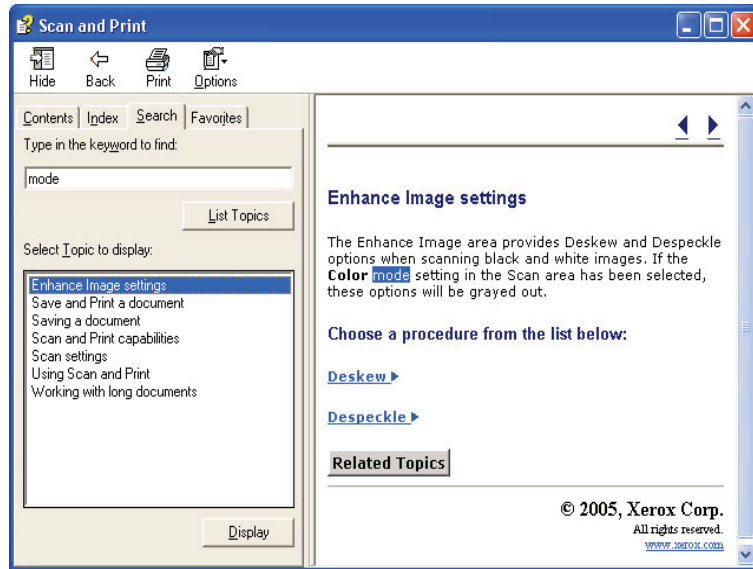 Scan and Print
Hide Back Print Options
Contents Index Search Favorites
Type in the keyword to find:
mode
List Topics
Select Topic to display:
Enhance Image settings
Save and Print a document
Saving a document
Scan and Print capabilities
Scan settings
Using Scan and Print
Working with long documents
Display
Enhance Image settings
The Enhance Image area provides Deskew and Despeckle
options when scanning black and white images. If the
Color mode setting in the Scan area has been selected,
these options will be grayed out.
Choose a procedure from the list below:
Deskew
Despeckle
Related Topics
© 2005, Xerox Corp.
All rights reserved.
www.xerox.com